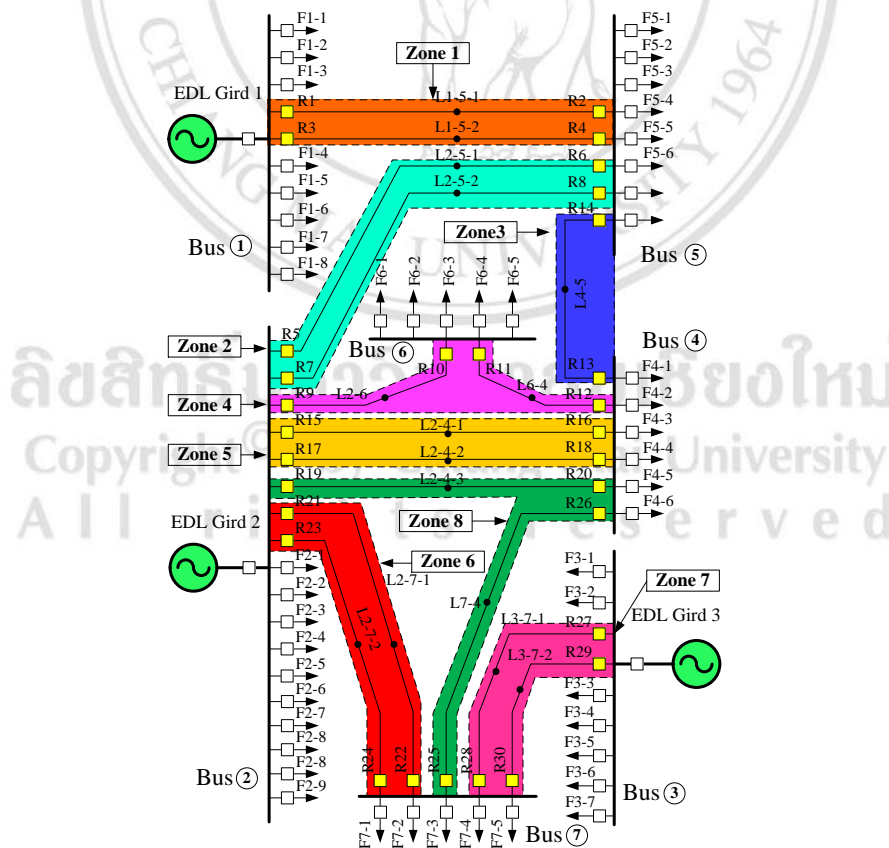 F1-1
F1-2
F1-3
F5-1
F5-2
F5-3
F5-4
F5-5
F5-6
Zone 1
EDL Gird 1
R1
L1-5-1
R2
R3
L1-5-2
R4
F1-4
F1-5
F1-6
F1-7
F1-8
L2-5-1
R6
L2-5-2
R8
R14
Zone3
Bus 1
Bus 5
F6-1
F6-2
F6-3
F6-4
F6-5
L4-5
R5
Zone 2
R7
Bus 6
Bus 4
R10
R11
R13
F4-1
F4-2
F4-3
F4-4
F4-5
F4-6
L2-6
L6-4
Zone 4
R9
R12
R15
L2-4-1
R16
Zone 5
R17
L2-4-2
R18
R19
L2-4-3
R20
R21
R26
EDL Gird 2
R23
Zone 8
Zone 6
L2-7-1
L2-7-2
L7-4
F2-1
F2-2
F2-3
F2-4
F2-5
F2-6
F2-7
F2-8
F2-8
F2-9
F3-1
F3-2
Zone 7
L3-7-1
R27
EDL Gird 3
L3-7-2
R29
F3-3
F3-4
F3-5
F3-6
F3-7
Bus 2
Bus 3
R24
R22
R25
R28
R30
F7-1
F7-2
F7-3
F7-4
F7-5
Bus 7
CHIANG MAI UNIVERSITY 1964
Copyright©
University
All rights reserved